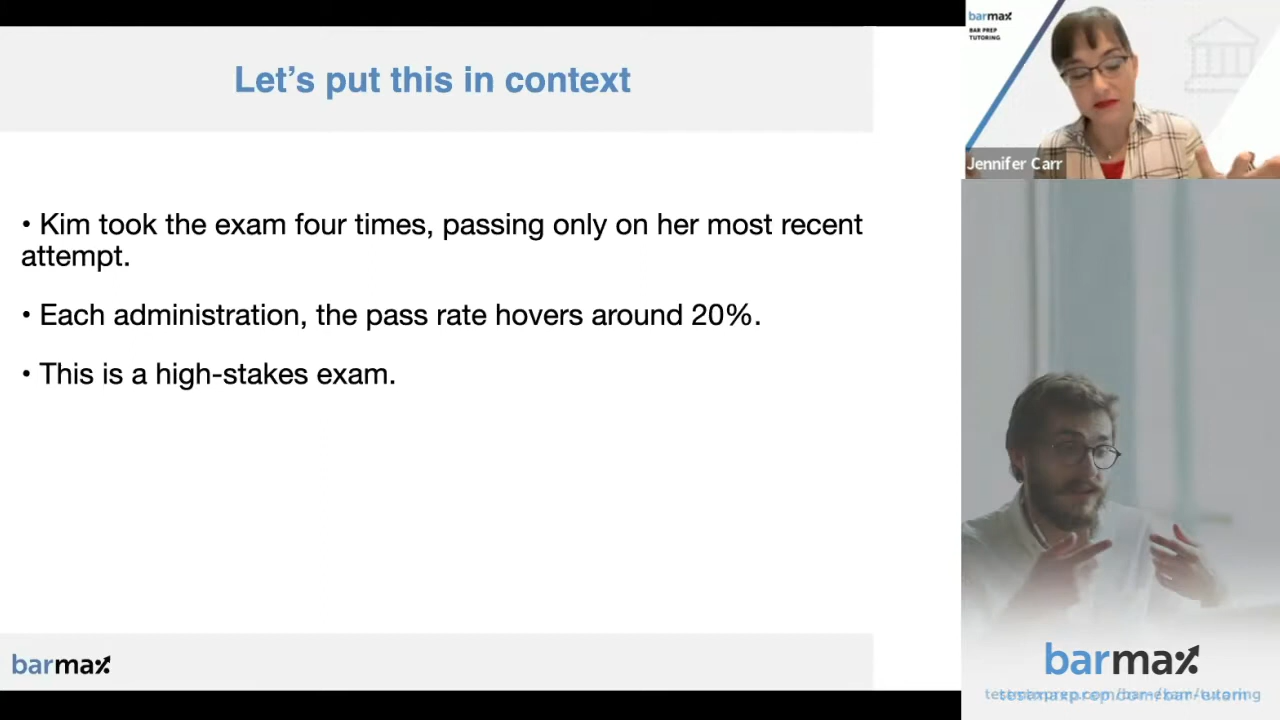 Let's put this in context
• Kim took the exam four times, passing only on her most recent
attempt.
• Each administration, the pass rate hovers around 20%.
• This is a high-stakes exam.
barmax
barmax
BAR PREP
TUTORING
Jennifer Carr
barmax